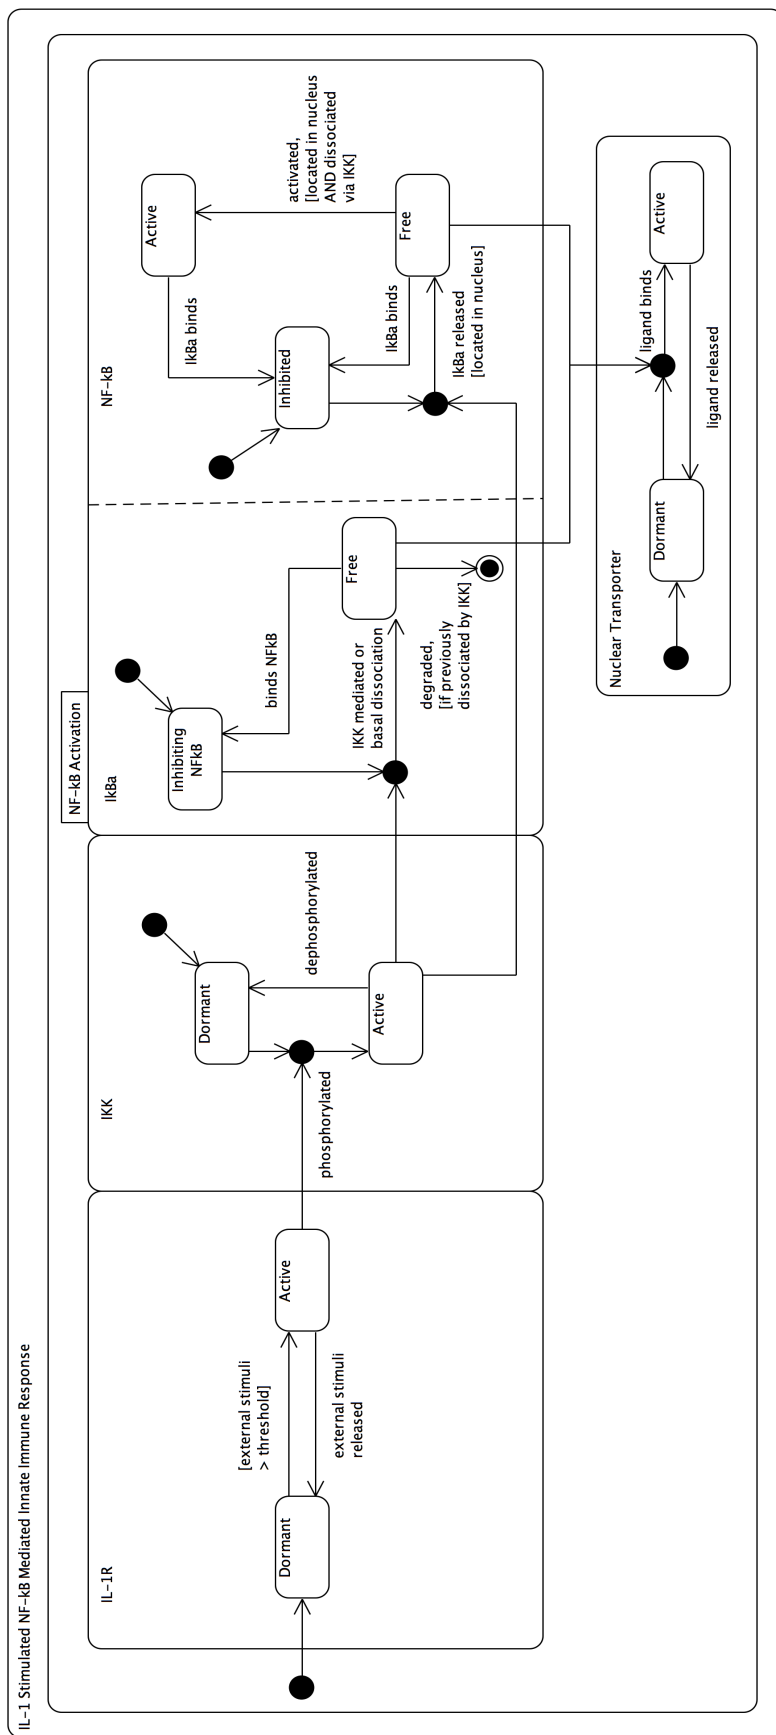 IL-1 Stimulated NF-kB Mediated Innate Immune Response
IL-1R
Dormant
[external stimuli
> threshold]
external stimuli
released
Active
IKK
phosphorylated
Dormant
Active
dephosphorylated
NF-kB Activation
IkBa
Inhibiting
NFkB
binds NFkB
IKK mediated or
basal dissociation
Free
degraded,
[if previously
dissociated by IKK]
NF-kB
Inhibited
IkBa binds
Active
IkBa binds
Free
activated,
[located in nucleus
AND dissociated
via IKK]
IkBa released
[located in nucleus]
Nuclear Transporter
Dormant
ligand binds
Active
ligand released